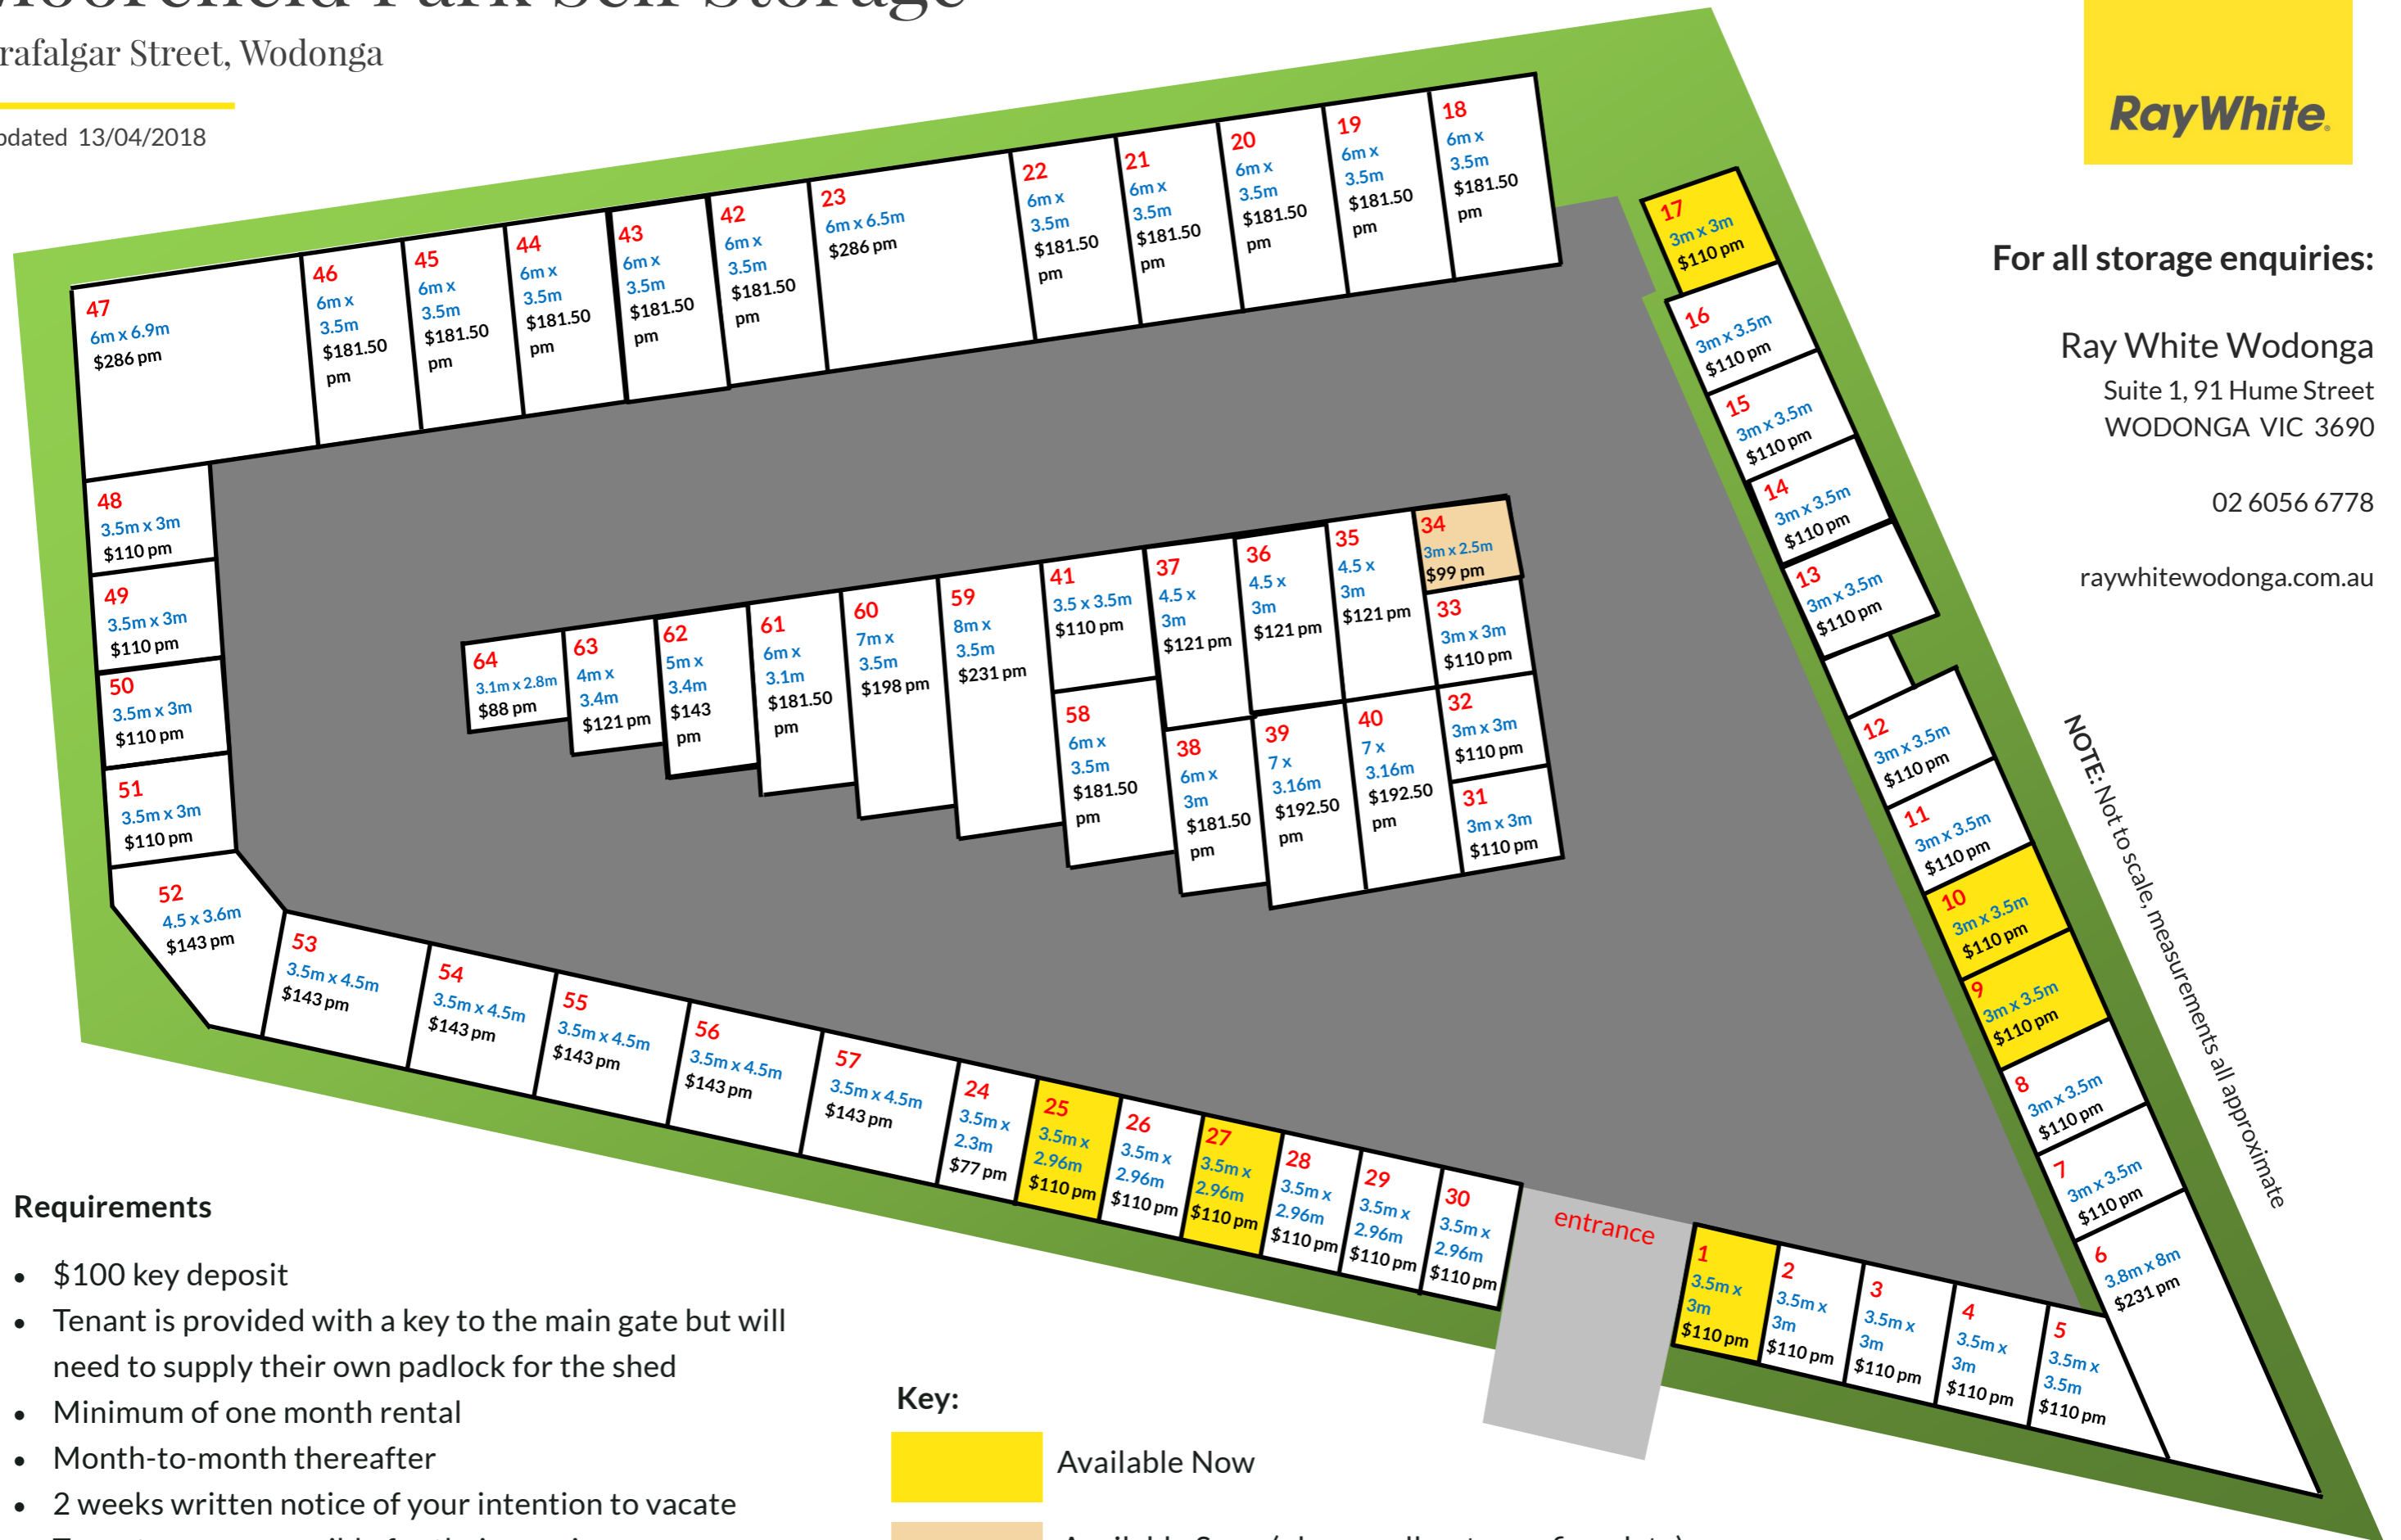 Park Self Storage
Trafalgar Street, Wodonga
updated 13/04/2018
RayWhite.
For all storage enquiries:
Ray White Wodonga
Suite 1, 91 Hume Street
WODONGA VIC 3690
02 6056 6778
raywhitewodonga.com.au
47
6m x 6.9m
$286 pm
46
6m x
3.5m
$181.50
pm
45
6m x
3.5m
$181.50
pm
44
6m x
3.5m
$181.50
pm
43
6m x
3.5m
$181.50
pm
42
6m x
3.5m
$181.50
pm
23
6m x 6.5m
$286 pm
22
6m x
3.5m
$181.50
pm
21
6m x
3.5m
$181.50
pm
20
6m x
3.5m
$181.50
pm
19
6m x
3.5m
$181.50
pm
18
6m x
3.5m
$181.50
pm
17
3m x 3m
$110 pm
16
3m x 3.5m
$110 pm
15
3m x 3.5m
$110 pm
14
3m x 3.5m
$110 pm
13
3m x 3.5m
$110 pm
12
3m x 3.5m
$110 pm
11
3m x 3.5m
$110 pm
10
3m x 3.5m
$110 pm
9
3m x 3.5m
$110 pm
8
3m x 3.5m
$110 pm
7
3m x 3.5m
$110 pm
6
3.8m x 8m
$231 pm
NOTE: Not to scale, measurements all approximate
48
3.5m x 3m
$110 pm
49
3.5m x 3m
$110 pm
50
3.5m x 3m
$110 pm
51
3.5m x 3m
$110 pm
52
4.5 x 3.6m
$143 pm
64
3.1m x 2.8m
$88 pm
63
4m x
3.4m
$121 pm
62
5m x
3.4m
$143
pm
61
6m x
3.1m
$181.50
pm
60
7m x
3.5m
$198 pm
59
8m x
3.5m
$231 pm
41
3.5 x 3.5m
$110 pm
58
6m x
3.5m
$181.50
pm
37
4.5 x
3m
$121 pm
36
4.5 x
3m
$121 pm
35
4.5 x
3m
$121 pm
34
3m x 2.5m
$99 pm
33
3m x 3m
$110 pm
38
6m x
3m
$181.50
pm
39
7 x
3.16m
$192.50
pm
40
7 x
3.16m
$192.50
pm
32
3m x 3m
$110 pm
31
3m x 3m
$110 pm
53
3.5m x 4.5m
$143 pm
54
3.5m x 4.5m
$143 pm
55
3.5m x 4.5m
$143 pm
56
3.5m x 4.5m
$143 pm
57
3.5m x 4.5m
$143 pm
24
3.5m x
2.3m
$77 pm
25
3.5m x
2.96m
$110 pm
26
3.5m x
2.96m
$110 pm
27
3.5m x
2.96m
$110 pm
28
3.5m x
2.96m
$110 pm
29
3.5m x
2.96m
$110 pm
30
3.5m x
2.96m
$110 pm
entrance
1
3.5m x
3m
$110 pm
2
3.5m x
3m
$110 pm
3
3.5m x
3m
$110 pm
4
3.5m x
3m
$110 pm
5
3.5m x
3.5m
$110 pm
Requirements
• $100 key deposit
• Tenant is provided with a key to the main gate but will
need to supply their own padlock for the shed
• Minimum of one month rental
• Month-to-month thereafter
• 2 weeks written notice of your intention to vacate
Key:
Available Now